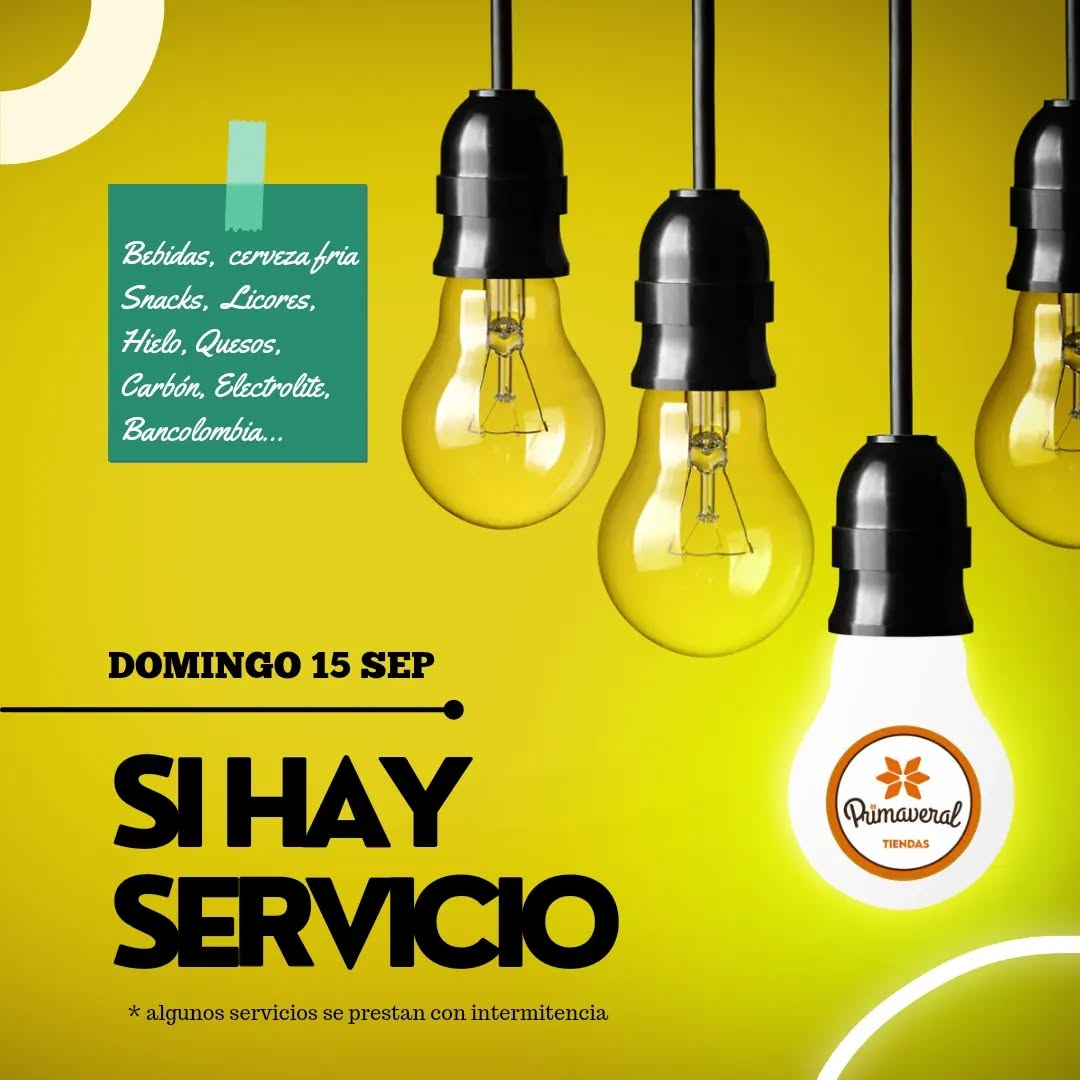 Bebidas, cerveza fria
Snacks, Licores,
Hielo, Quesos,
Carbón, Electrolite,
Bancolombia...
DOMINGO 15 SEP
SI HAY
SERVICIO
* algunos servicios se prestan con intermitencia
el
Primaveral
TIENDAS